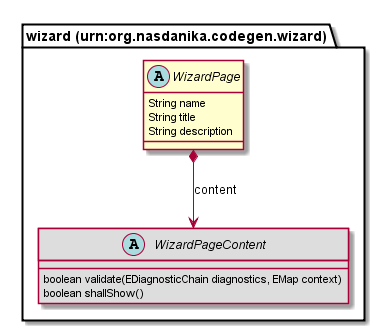 wizard (urn:org.nasdanika.codegen.wizard)
A WizardPage
String name
String title
String description
content
A WizardPageContent
boolean validate(EDiagnosticChain diagnostics, EMap context)
boolean shallShow()